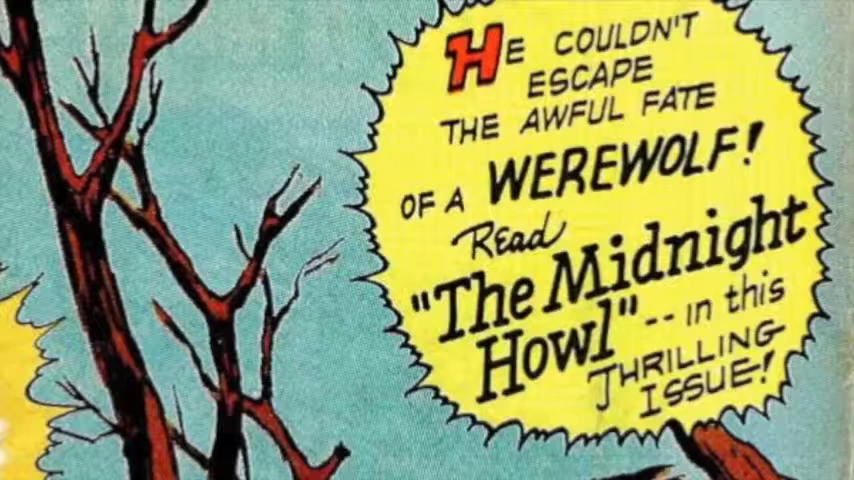 HE COULDN'T
ESCAPE
THE AWFUL FATE
OF A WEREWOLF!
Read
"The Midnight
Howl" -- in this
THRILLING
ISSUE!